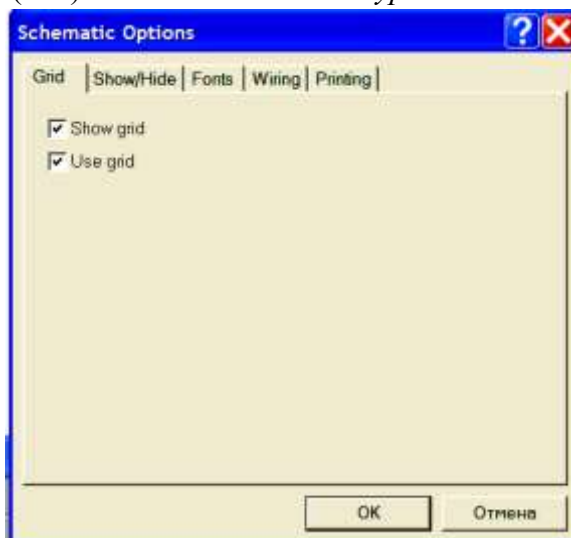 Schematic Options
Grid Show/Hide Fonts Wiring Printing
Show grid
Use grid
OK Отмена